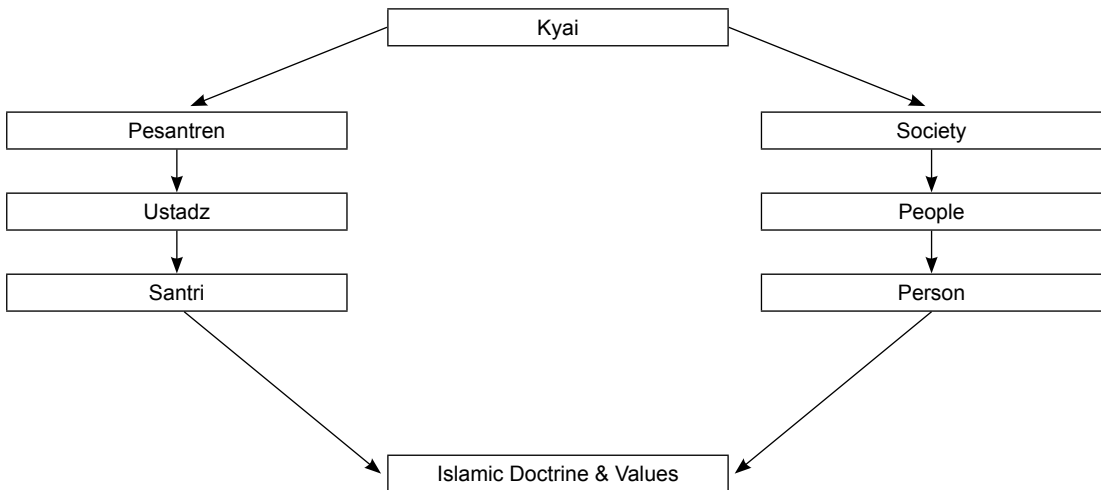 Kyai
Pesantren
Society
Ustadz
People
Santri
Person
Islamic Doctrine & Values